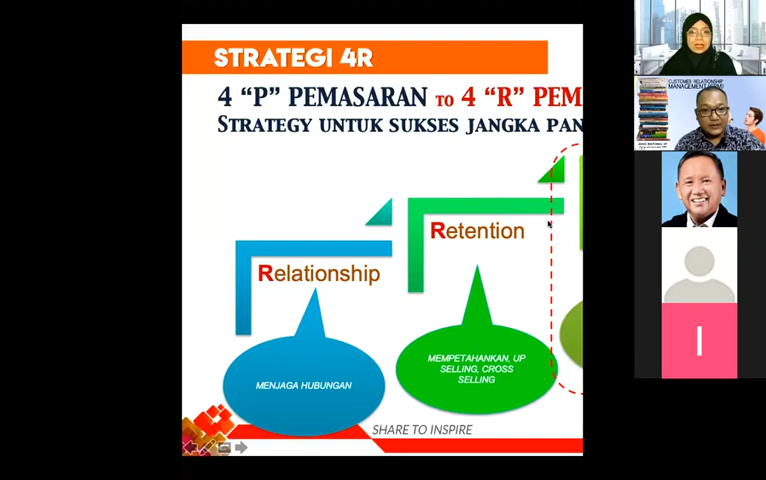 STRATEGI 4R
4 “P” PEMASARAN TO 4 “R” PEM
STRATEGY UNTUK SUKSES JANGKA PAN
Retention
Relationship
MEMPETAHANKAN, UP
SELLING, CROSS
SELLING
MENJAGA HUBUNGAN
SHARE TO INSPIRE
CUSTOMER RELATIONSHIP
MANAGEMENT (CRM)
I